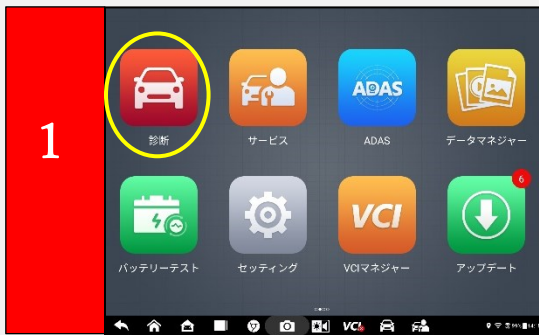 1
診断
サービス
ADAS
ADAS
データマネジャー
6
バッテリーテスト
セッティング
VCI
VCIマネジャー
アップデート
VCI